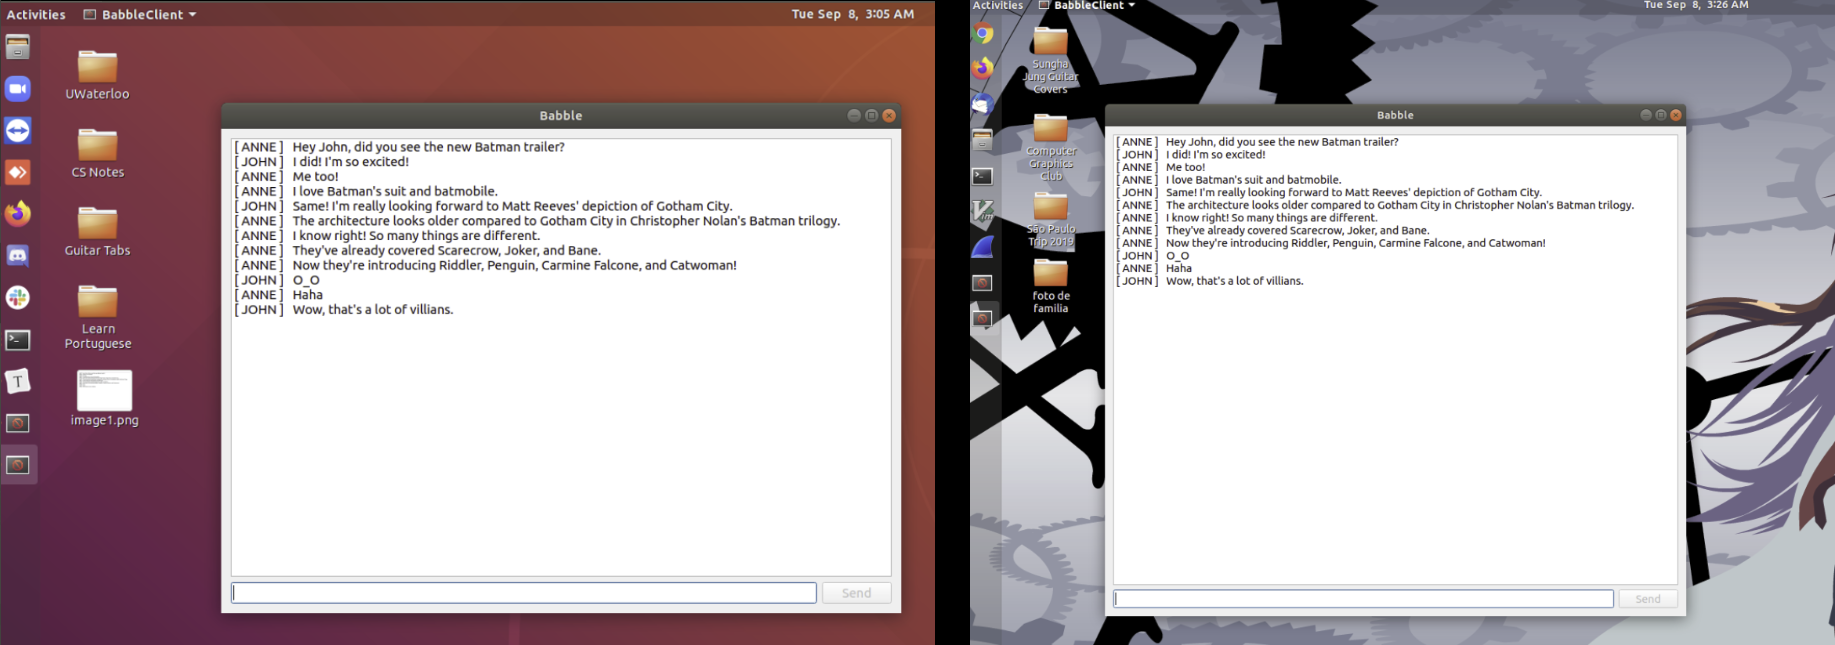 Activities BabbleClient Tue Sep 8, 3:05 AM
UWaterloo
CS Notes
Guitar Tabs
Learn
Portuguese
T
image1.png
Babble
[ ANNE ] Hey John, did you see the new Batman trailer?
[ JOHN ] I did! I'm so excited!
[ ANNE ] Me too!
[ ANNE ] I love Batman's suit and batmobile.
[ JOHN ] Same! I'm really looking forward to Matt Reeves' depiction of Gotham City.
[ ANNE ] The architecture looks older compared to Gotham City in Christopher Nolan's Batman trilogy.
[ ANNE ] I know right! So many things are different.
[ ANNE ] They've already covered Scarecrow, Joker, and Bane.
[ ANNE ] Now they're introducing Riddler, Penguin, Carmine Falcone, and Catwoman!
[ JOHN ] O_O
[ ANNE ] Haha
[ JOHN ] Wow, that's a lot of villians.
Send
Activities BabbleClient Tue Sep 8, 3:26 AM
Sungha
Jung Guitar
Covers
Computer
Graphics
Club
Vim
São Paulo
Trip 2019
foto de
familia
Babble
[ ANNE ] Hey John, did you see the new Batman trailer?
[ JOHN ] I did! I'm so excited!
[ ANNE ] Me too!
[ ANNE ] I love Batman's suit and batmobile.
[ JOHN ] Same! I'm really looking forward to Matt Reeves' depiction of Gotham City.
[ ANNE ] The architecture looks older compared to Gotham City in Christopher Nolan's Batman trilogy.
[ ANNE ] I know right! So many things are different.
[ ANNE ] They've already covered Scarecrow, Joker, and Bane.
[ ANNE ] Now they're introducing Riddler, Penguin, Carmine Falcone, and Catwoman!
[ JOHN ] O_O
[ ANNE ] Haha
[ JOHN ] Wow, that's a lot of villians.
Send